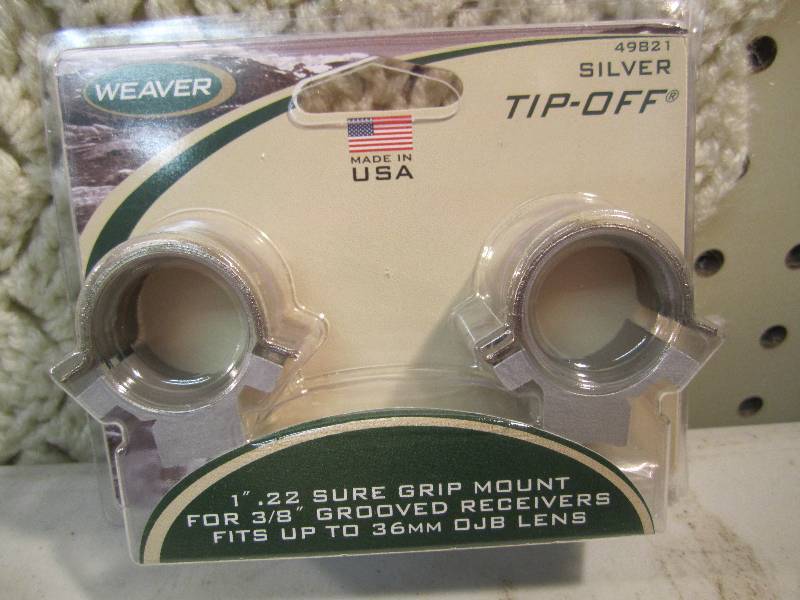 WEAVER
49821
SILVER
TIP-OFF®
MADE IN
USA
1" .22 SURE GRIP MOUNT
FOR 3/8" GROOVED RECEIVERS
FITS UP TO 36MM OJB LENS